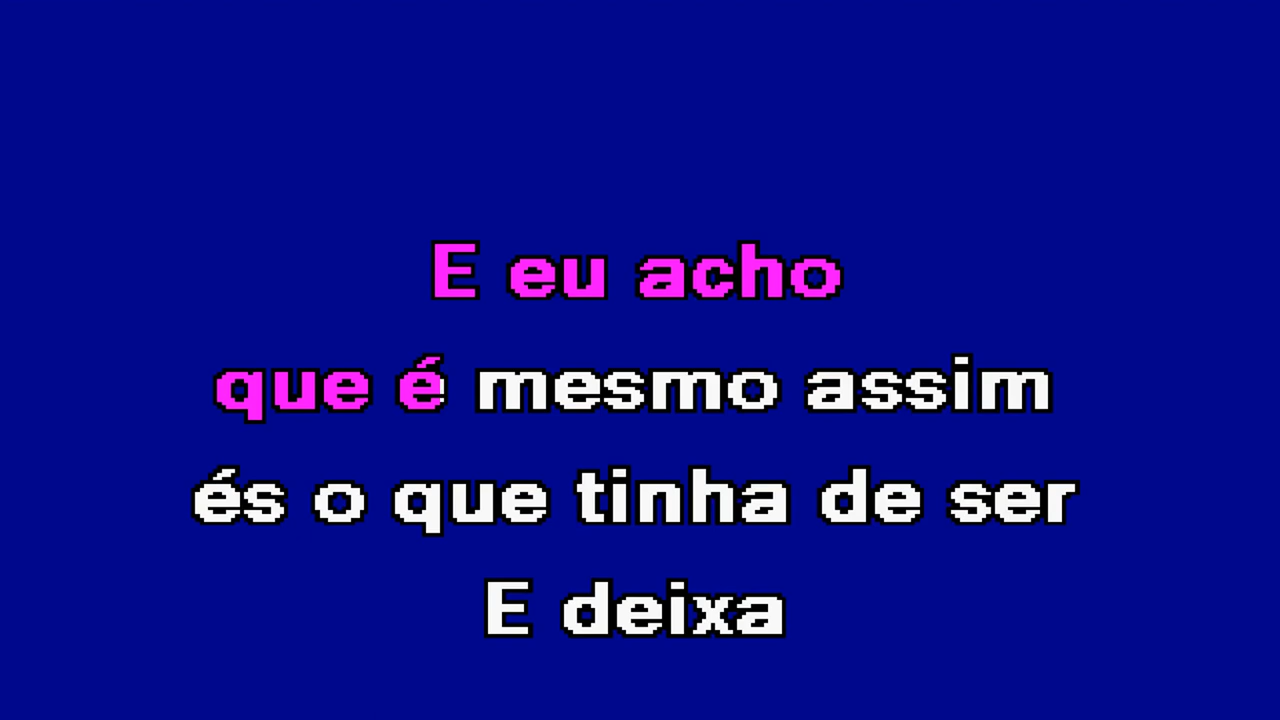 E eu acho
que é mesmo assim
és o que tinha de ser
E deixa